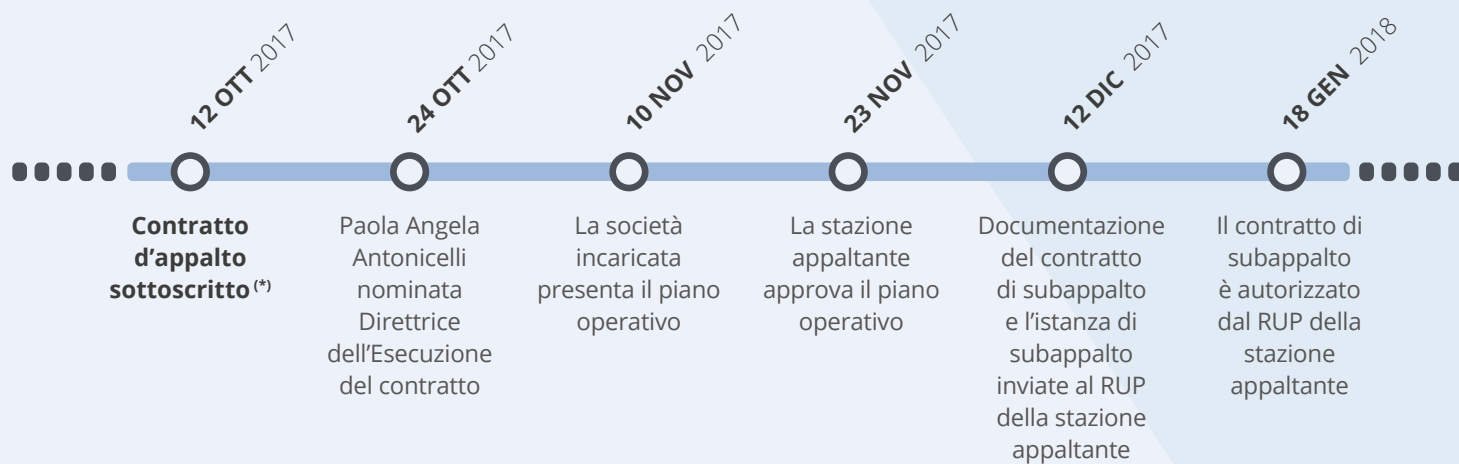 12 OTT 2017
24 OTT 2017
10 NOV 2017
23 NOV 2017
12 DIC 2017
18 GEN 2018
Contratto
d’appalto
sottoscritto (*)
Paola Angela
Antonicelli
nominata
Direttrice
dell’Esecuzione
del contratto
La società
incaricata
presenta il piano
operativo
La stazione
appaltante
approva il piano
operativo
Documentazione
del contratto
di subappalto
e l’istanza di
subappalto
inviate al RUP
della stazione
appaltante
Il contratto di
subappalto
è autorizzato
dal RUP della
stazione
appaltante